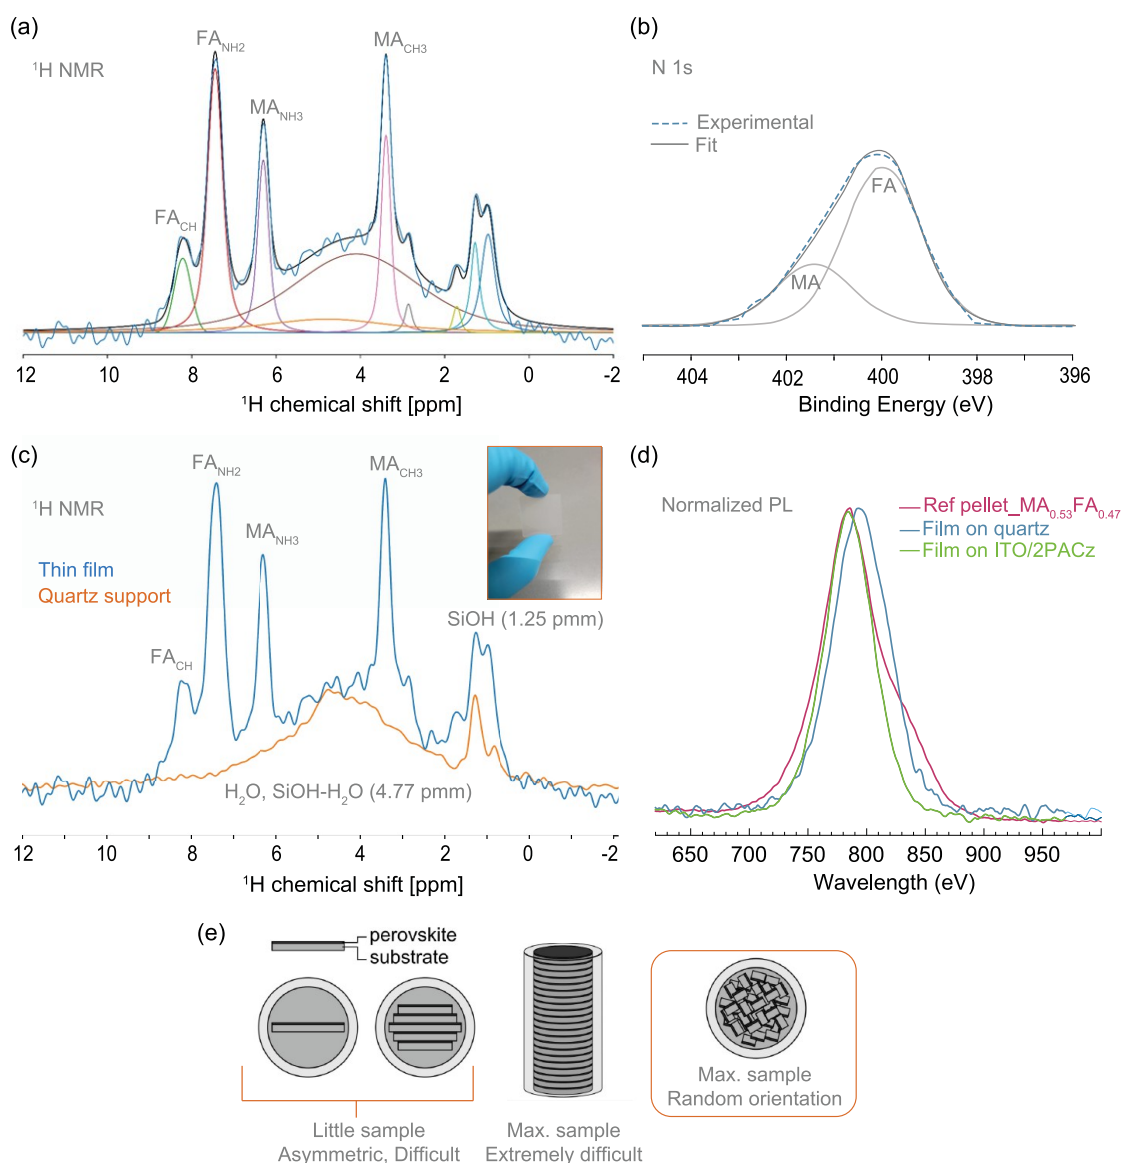 (a)
¹H NMR
FA_CH
FA_NH2
MA_NH3
MA_CH3
12 10 8 6 4 2 0 -2
¹H chemical shift [ppm]
(b)
N 1s
Experimental
Fit
FA
MA
404 402 400 398 396
Binding Energy (eV)
(c)
¹H NMR
Thin film
Quartz support
FA_CH
FA_NH2
MA_NH3
MA_CH3
SiOH (1.25 pmm)
H₂O, SiOH-H₂O (4.77 pmm)
12 10 8 6 4 2 0 -2
¹H chemical shift [ppm]
(d)
Normalized PL
Ref pellet_MA₀.₅₃FA₀.₄₇
Film on quartz
Film on ITO/2PACz
650 700 750 800 850 900 950
Wavelength (eV)
(e)
perovskite
substrate
Little sample
Asymmetric, Difficult
Max. sample
Extremely difficult
Max. sample
Random orientation